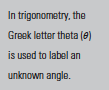 In trigonometry, the
Greek letter theta (θ)
is used to label an
unknown angle.